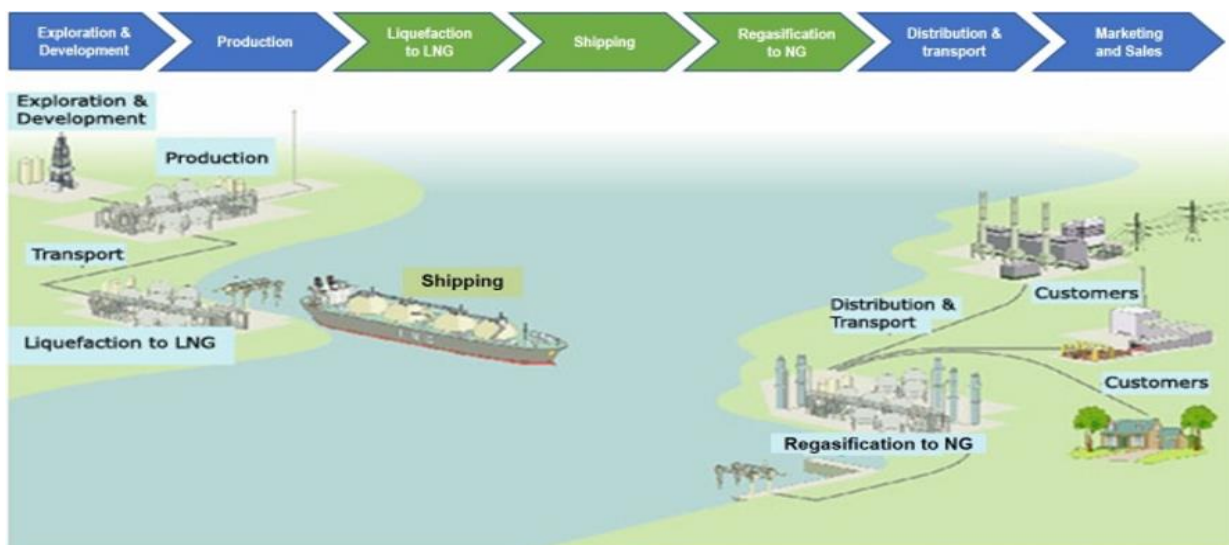 Exploration &
Development
Production
Liquefaction
to LNG
Shipping
Regasification
to NG
Distribution &
transport
Marketing
and Sales
Exploration &
Development
Production
Transport
Liquefaction to LNG
Shipping
Distribution &
Transport
Customers
Customers
Regasification to NG